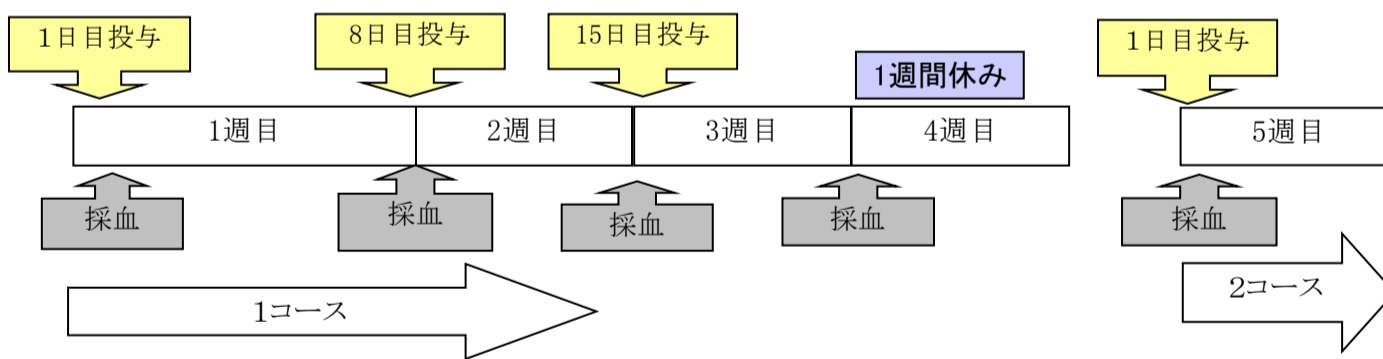 1日目投与
8日目投与
15日目投与
1日目投与
1週間休み
1週目
2週目
3週目
4週目
5週目
採血
採血
採血
採血
採血
1コース
2コース